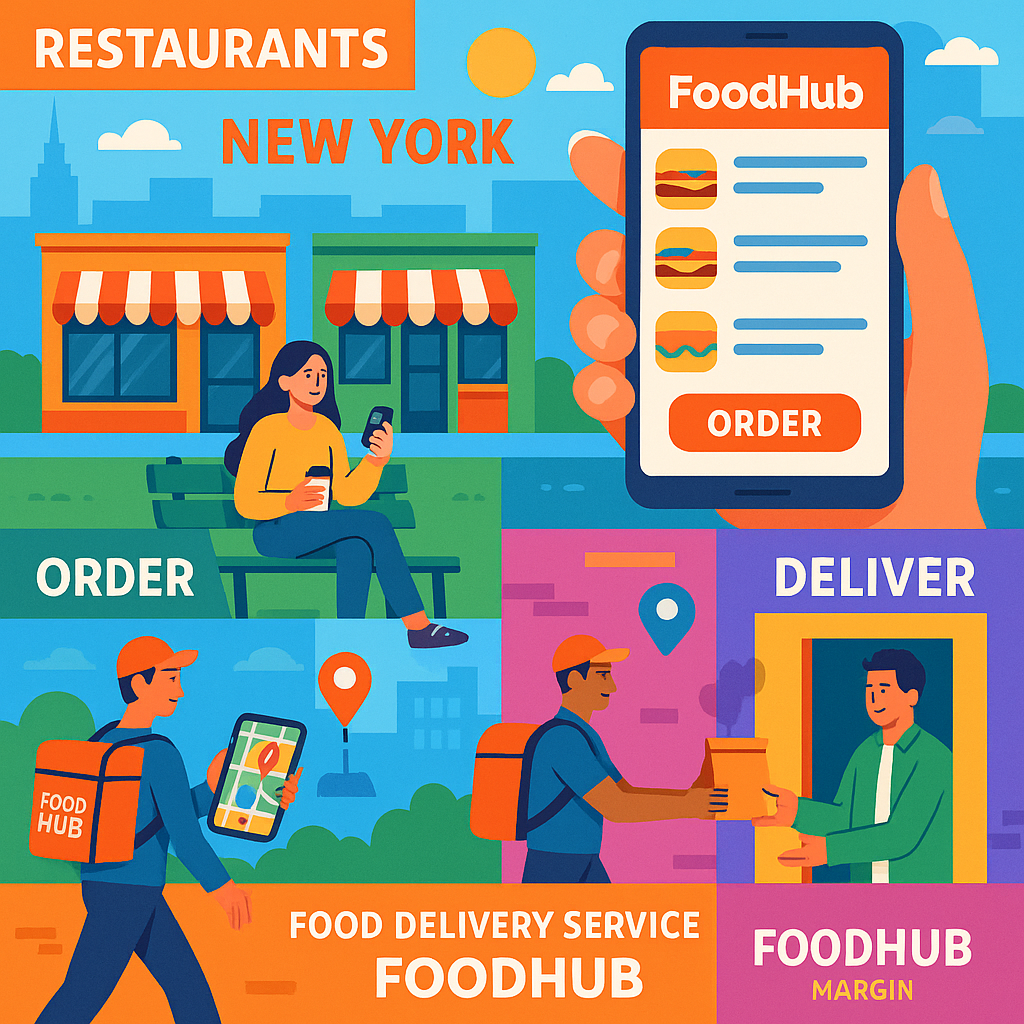 RESTAURANTS
NEW YORK
FoodHub
ORDER
ORDER
DELIVER
FOOD
HUB
FOOD DELIVERY SERVICE
FOODHUB
FOODHUB
MARGIN